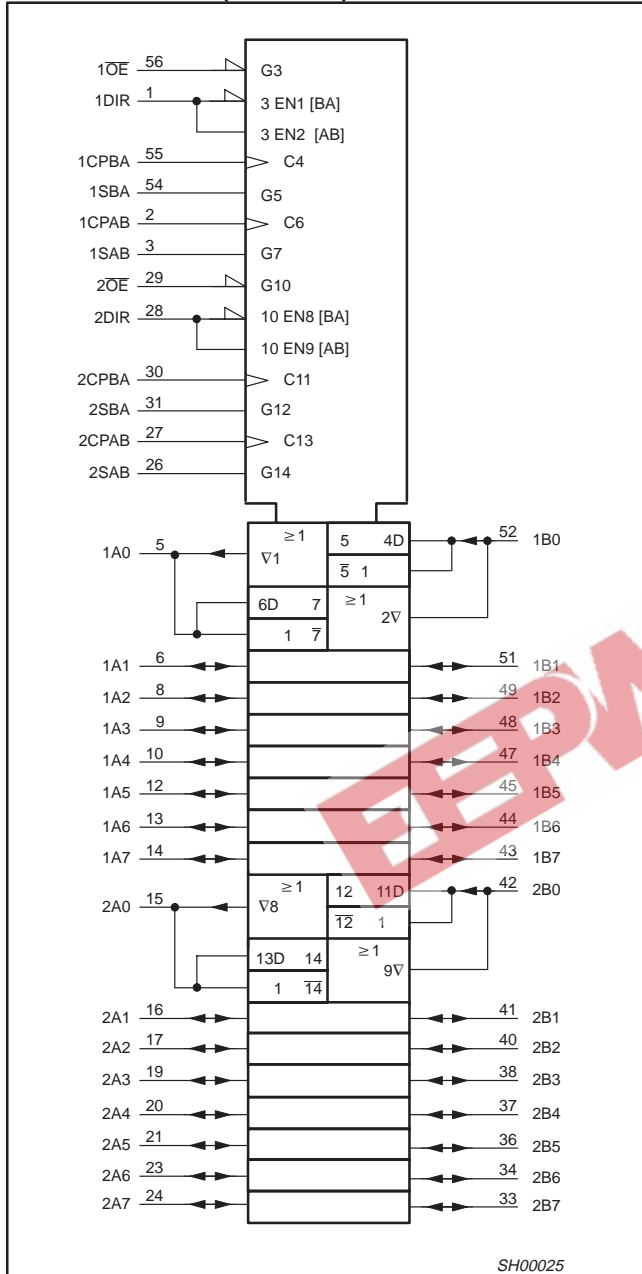 1OE 56 G3
1DIR 1 3 EN1 [BA]
3 EN2 [AB]
1CPBA 55 C4
1SBA 54 G5
1CPAB 2 C6
1SAB 3 G7
2OE 29 G10
2DIR 28 10 EN8 [BA]
10 EN9 [AB]
2CPBA 30 C11
2SBA 31 G12
2CPAB 27 C13
2SAB 26 G14
1A0 5 ≥1 ∇1 5 4D 52 1B0
5̅ 1
6D 7 ≥1 2∇
1 7̅
1A1 6 51 1B1
1A2 8 49 1B2
1A3 9 48 1B3
1A4 10 47 1B4
1A5 12 45 1B5
1A6 13 44 1B6
1A7 14 43 1B7
2A0 15 ≥1 ∇8 12 11D 42 2B0
1̅2̅ 1
13D 14 ≥1 9∇
1 1̅4̅
2A1 16 41 2B1
2A2 17 40 2B2
2A3 19 38 2B3
2A4 20 37 2B4
2A5 21 36 2B5
2A6 23 34 2B6
2A7 24 33 2B7
SH00025